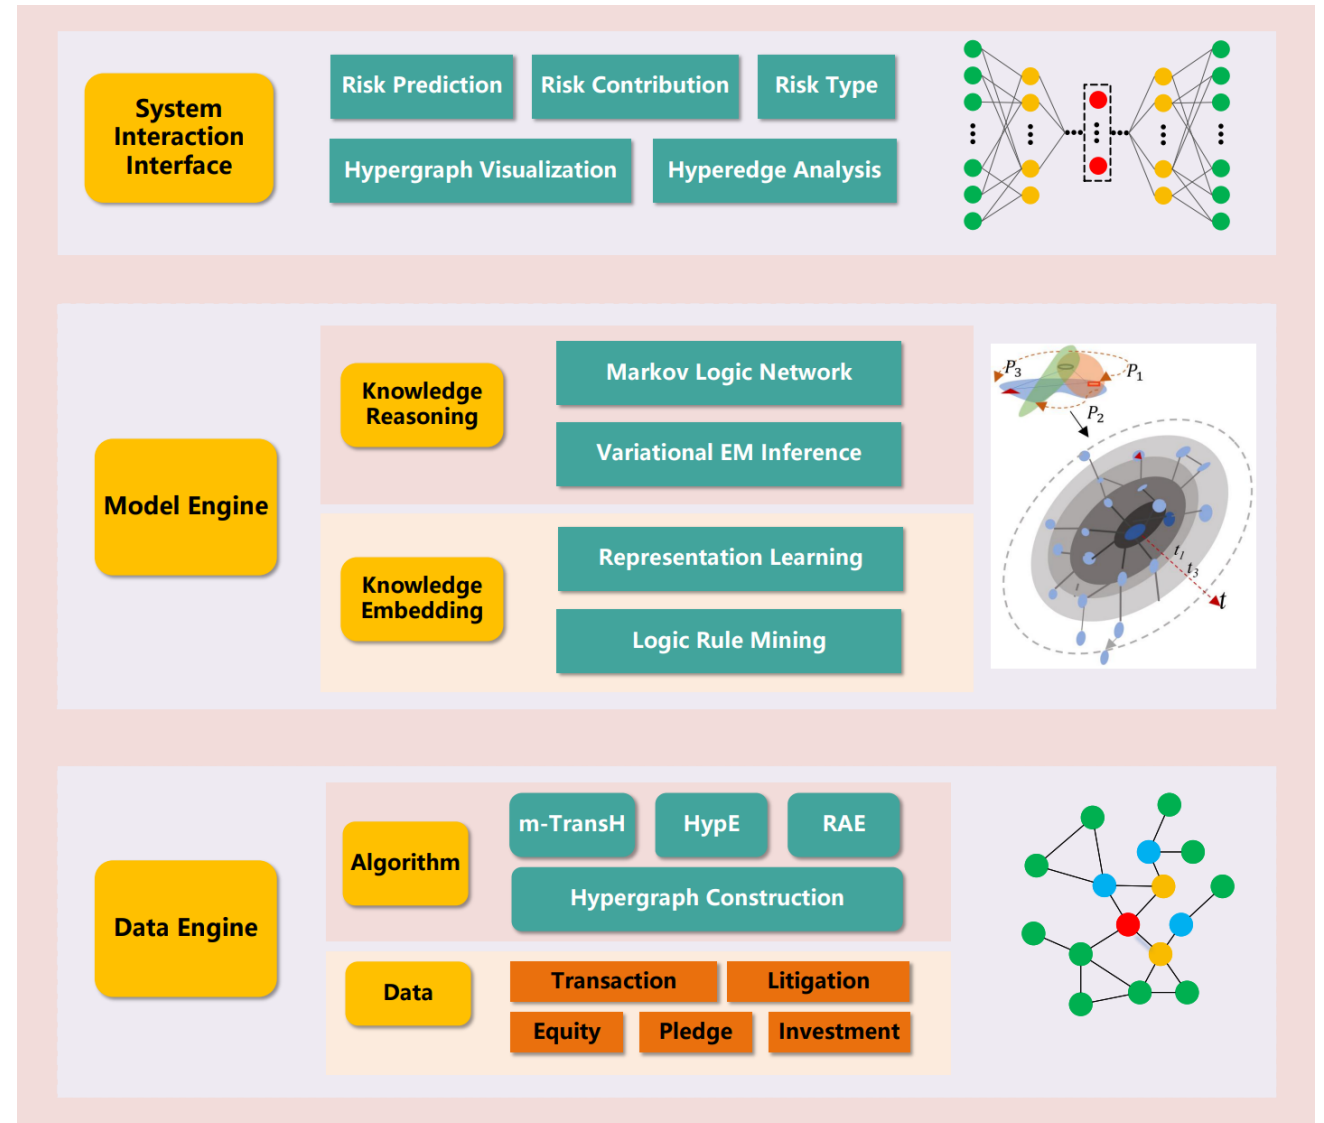 System
Interaction
Interface
Risk Prediction
Risk Contribution
Risk Type
Hypergraph Visualization
Hyperedge Analysis
Model Engine
Knowledge
Reasoning
Markov Logic Network
Variational EM Inference
Knowledge
Embedding
Representation Learning
Logic Rule Mining
P3
P1
P2
t1
t3
t
Data Engine
Algorithm
m-TransH
HypE
RAE
Hypergraph Construction
Data
Transaction
Litigation
Equity
Pledge
Investment